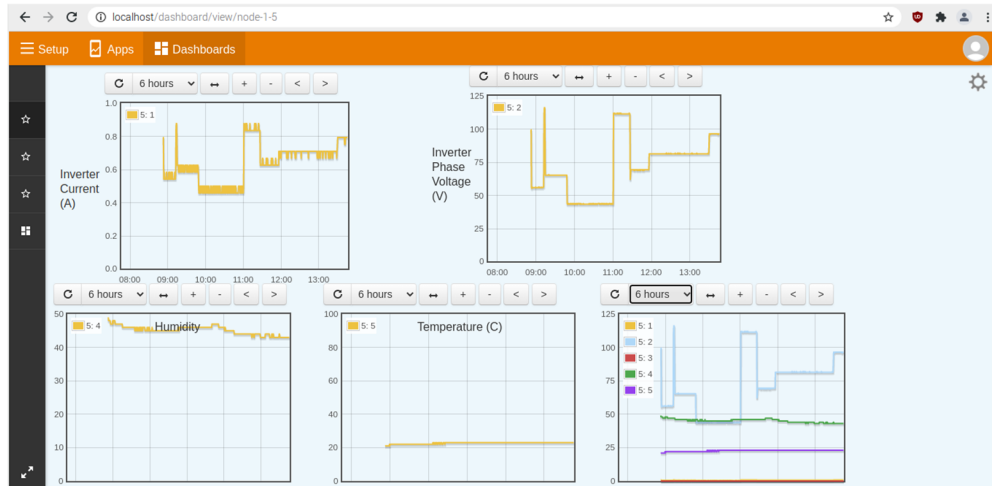 localhost/dashboard/view/node-1-5
Setup Apps Dashboards
6 hours + - < >
1.0
0.8
0.6
0.4
0.2
0.0
5: 1
Inverter
Current
(A)
08:00 09:00 10:00 11:00 12:00 13:00
6 hours + - < >
125
100
75
50
25
0
5: 2
Inverter
Phase
Voltage
(V)
08:00 09:00 10:00 11:00 12:00 13:00
6 hours + - < >
50
40
30
20
10
0
5: 4
Humidity
6 hours + - < >
100
80
60
40
20
0
5: 5
Temperature (C)
6 hours + - < >
125
100
75
50
25
0
5: 1
5: 2
5: 3
5: 4
5: 5